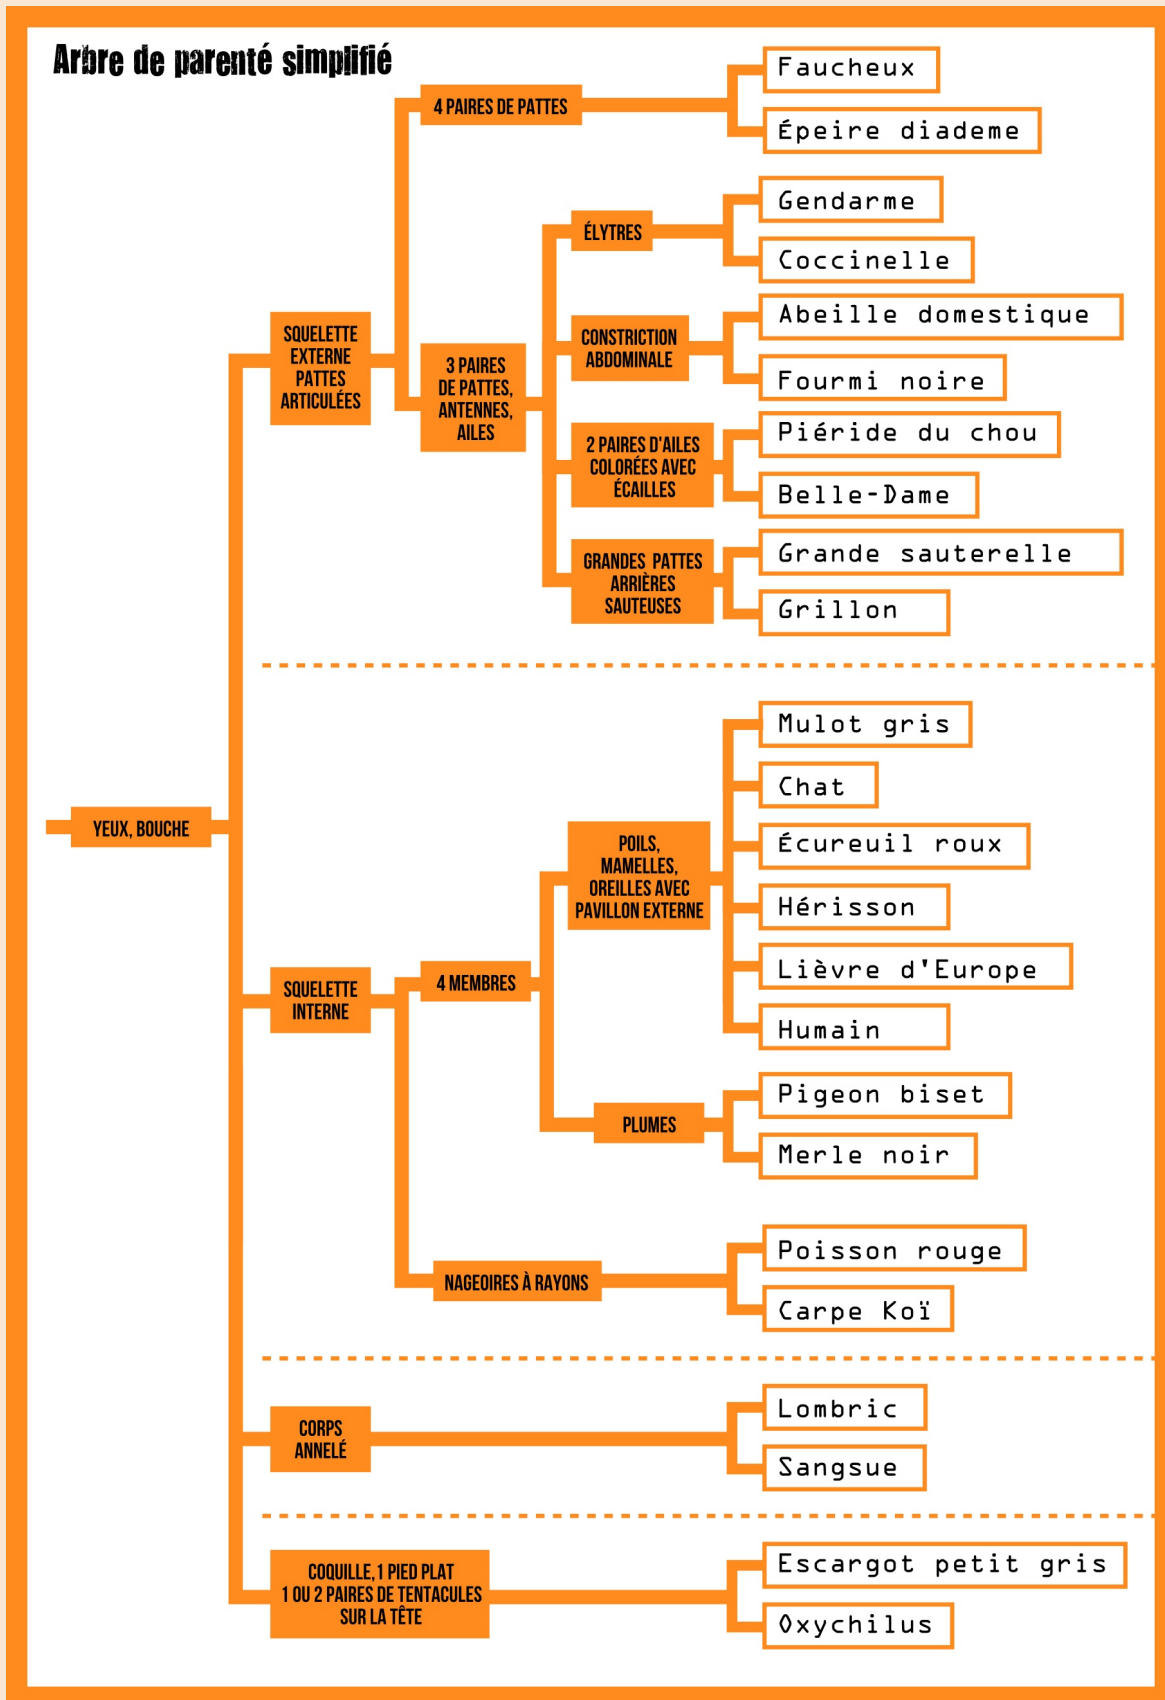 Arbre de parenté simplifié
Faucheux
4 PAIRES DE PATTES
Épeire diademe
Gendarme
ÉLYTRES
Coccinelle
SQUELETTE
EXTERNE
PATTES
ARTICULÉES
Abeille domestique
CONSTRICTION
ABDOMINALE
Fourmi noire
3 PAIRES
DE PATTES,
ANTENNES,
AILES
Piéride du chou
2 PAIRES D'AILES
COLORÉES AVEC
ÉCAILLES
Belle-Dame
Grande sauterelle
GRANDES PATTES
ARRIÈRES
SAUTEUSES
Grillon
Mulot gris
Chat
YEUX, BOUCHE
Écureuil roux
POILS,
MAMELLES,
OREILLES AVEC
PAVILLON EXTERNE
Hérisson
Lièvre d'Europe
4 MEMBRES
SQUELETTE
INTERNE
Humain
Pigeon biset
PLUMES
Merle noir
Poisson rouge
NAGEOIRES À RAYONS
Carpe Koï
Lombric
CORPS
ANNELÉ
Sangsue
Escargot petit gris
COQUILLE, 1 PIED PLAT
1 OU 2 PAIRES DE TENTACULES
SUR LA TÊTE
Oxychilus